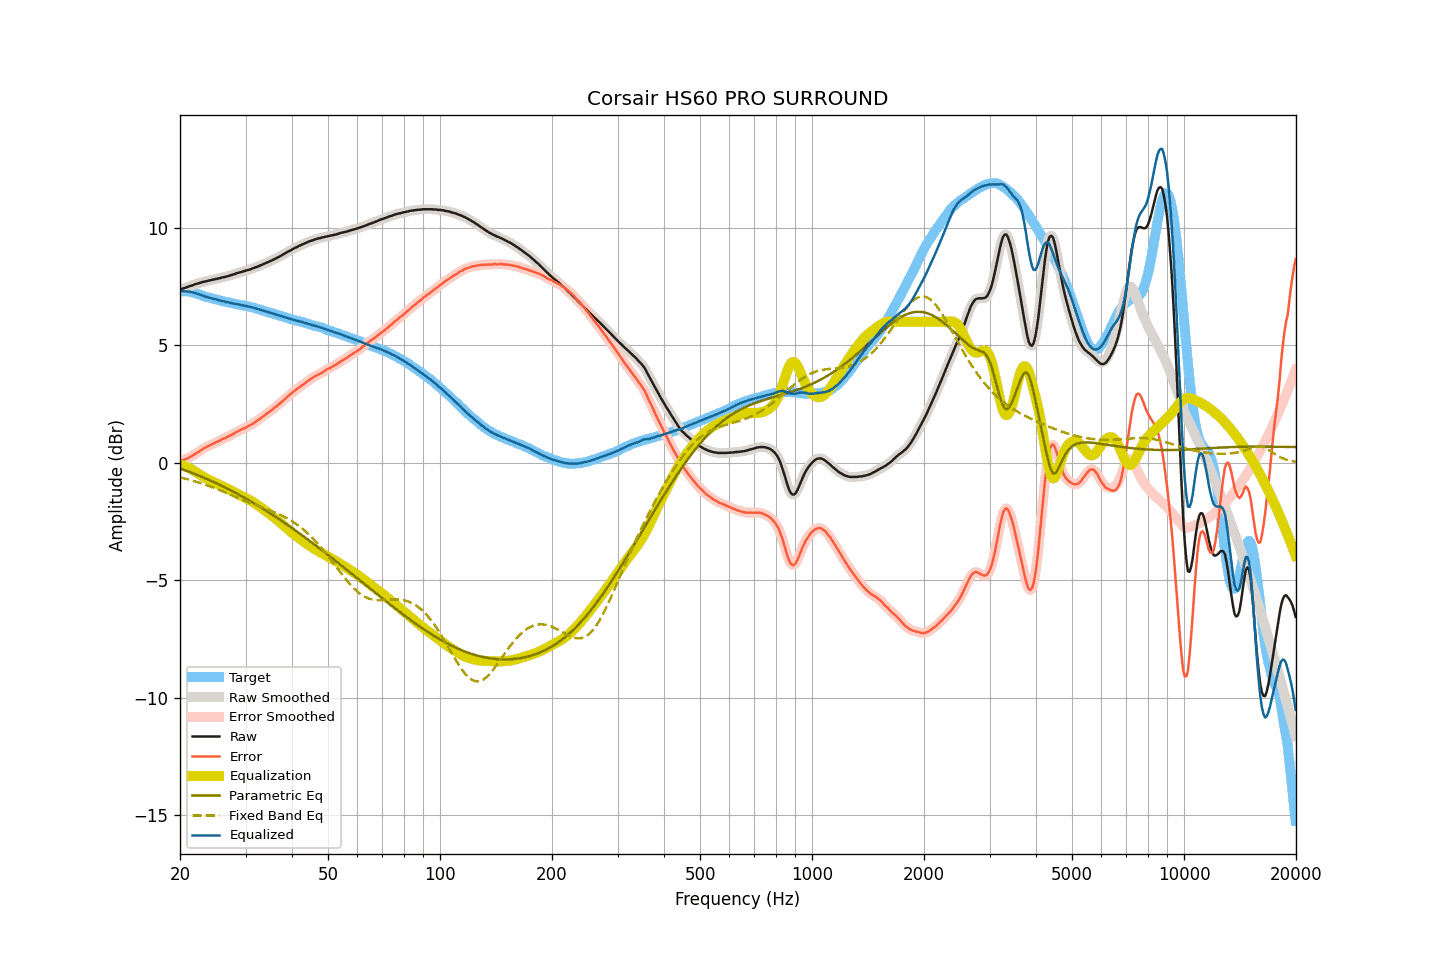 Corsair HS60 PRO SURROUND
Amplitude (dBr)
10
5
0
−5
−10
−15
Target
Raw Smoothed
Error Smoothed
Raw
Error
Equalization
Parametric Eq
Fixed Band Eq
Equalized
20 50 100 200 500 1000 2000 5000 10000 20000
Frequency (Hz)